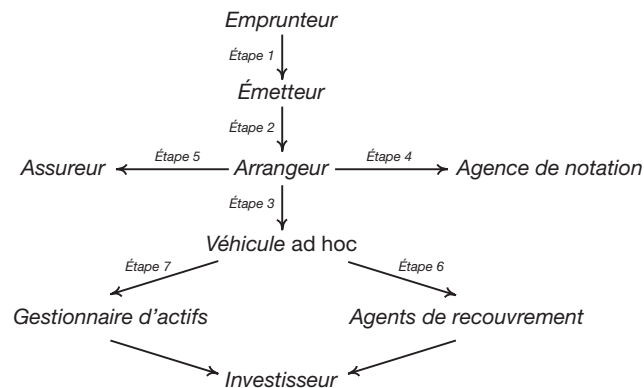 Emprunteur
Étape 1
Émetteur
Étape 2
Assureur Étape 5 Arrangeur Étape 4 Agence de notation
Étape 3
Véhicule ad hoc
Étape 7 Étape 6
Gestionnaire d'actifs Agents de recouvrement
Investisseur